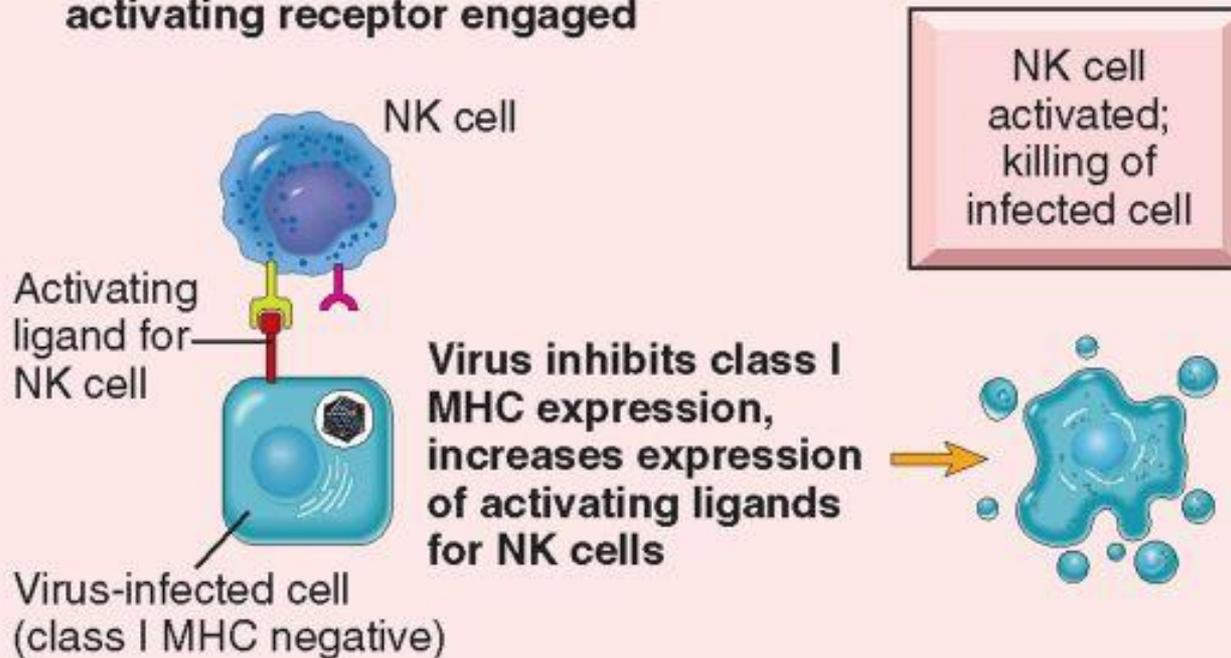 activating receptor engaged
NK cell
activated;
killing of
infected cell
NK cell
Activating
ligand for
NK cell
Virus inhibits class I
MHC expression,
increases expression
of activating ligands
for NK cells
Virus-infected cell
(class I MHC negative)